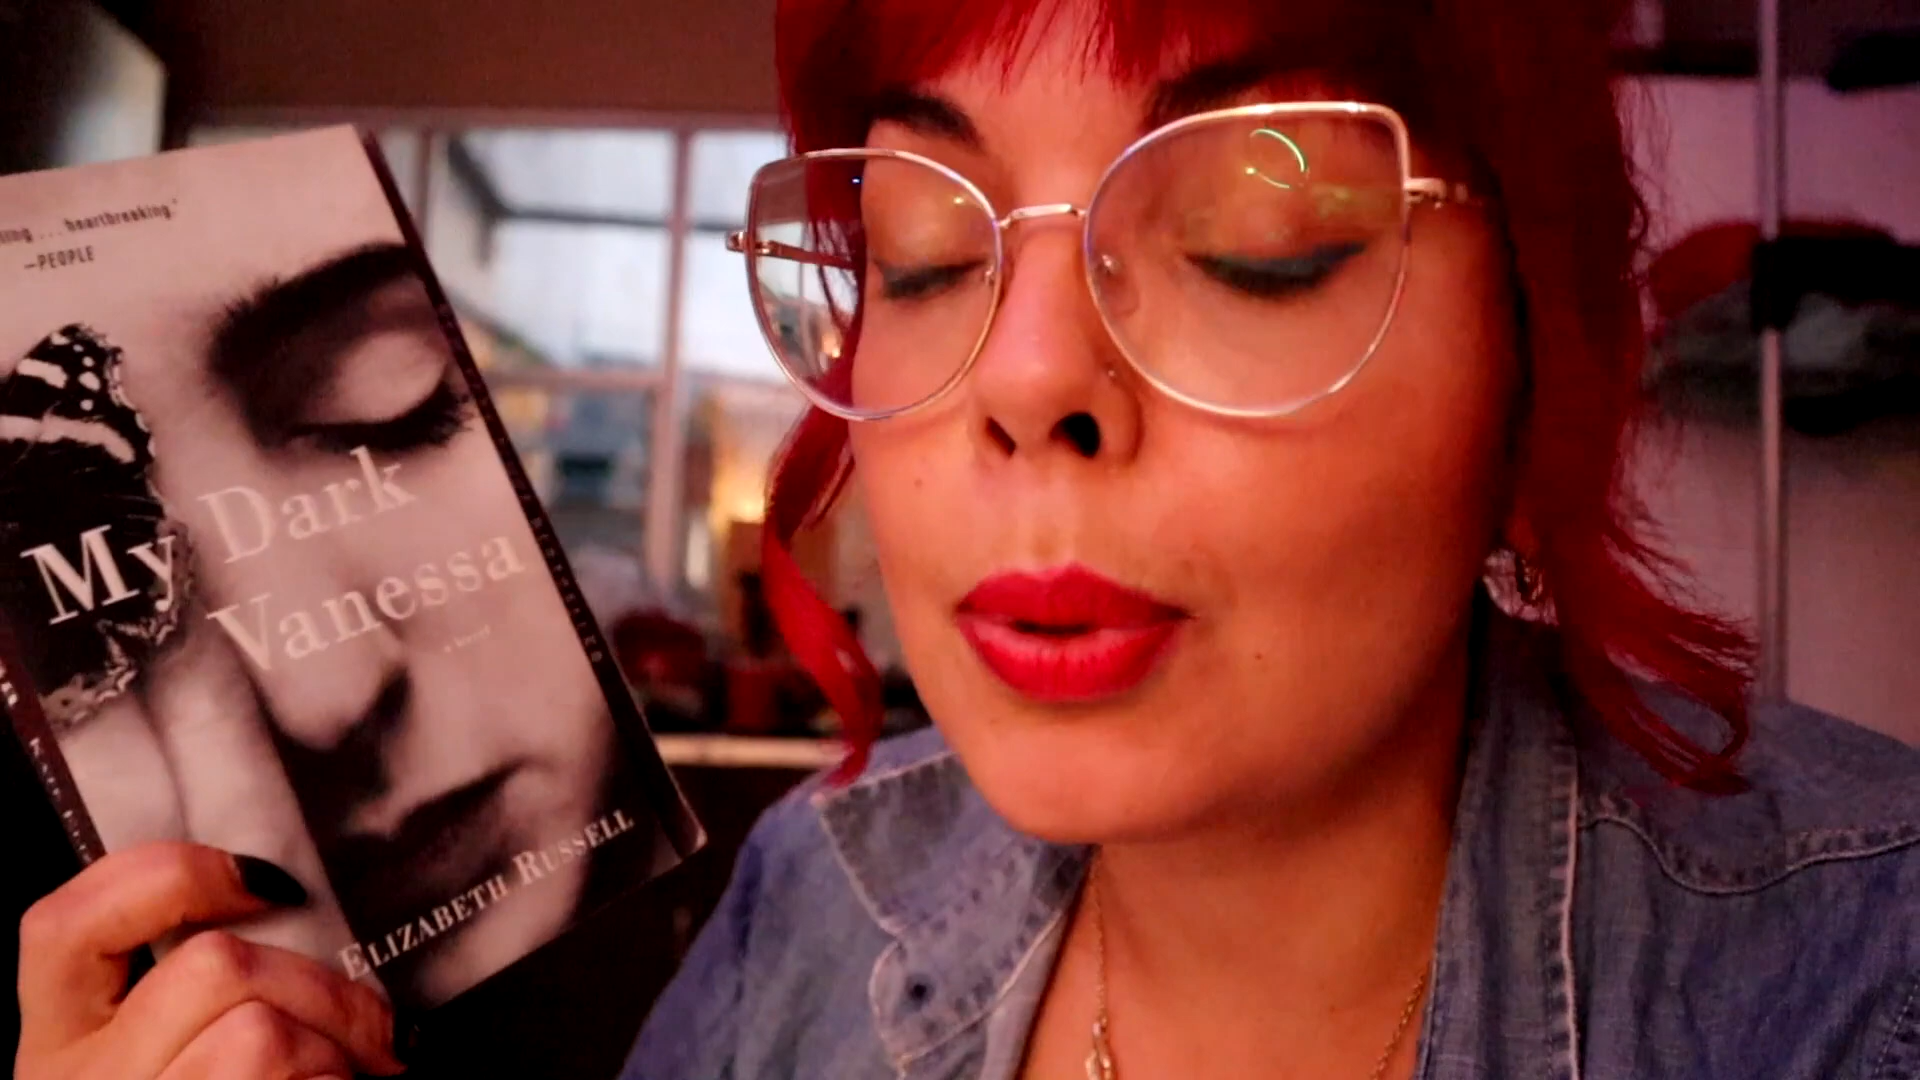 ... heartbreaking."
—PEOPLE
My Dark
Vanessa
a novel
ELIZABETH RUSSELL